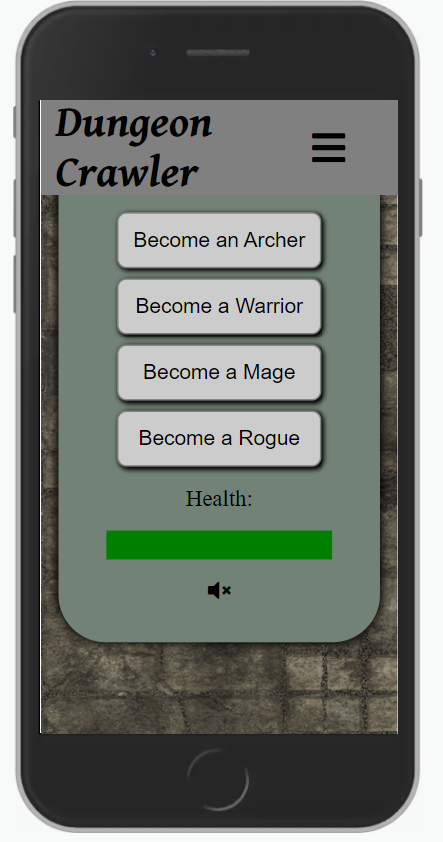 Dungeon
Crawler
Become an Archer
Become a Warrior
Become a Mage
Become a Rogue
Health: